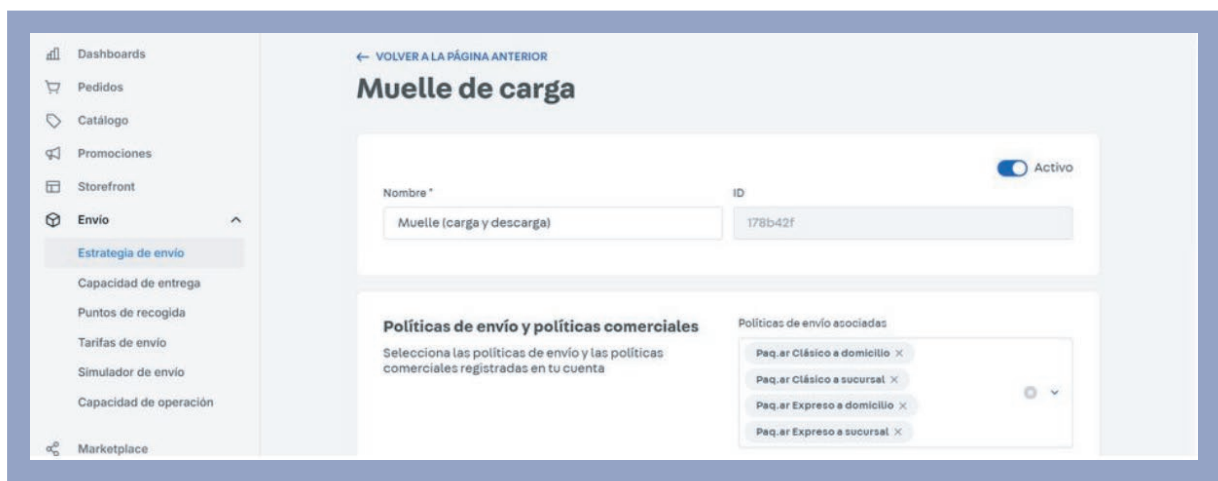 Dashboards
Pedidos
Catálogo
Promociones
Storefront
Envío
Estrategia de envío
Capacidad de entrega
Puntos de recogida
Tarifas de envío
Simulador de envío
Capacidad de operación
Marketplace
← VOLVER A LA PÁGINA ANTERIOR
Muelle de carga
Activo
Nombre *
Muelle (carga y descarga)
ID
178b42f
Políticas de envío y políticas comerciales
Selecciona las políticas de envío y las políticas
comerciales registradas en tu cuenta
Políticas de envío asociadas
Paq.ar Clásico a domicilio ×
Paq.ar Clásico a sucursal ×
Paq.ar Expreso a domicilio ×
Paq.ar Expreso a sucursal ×